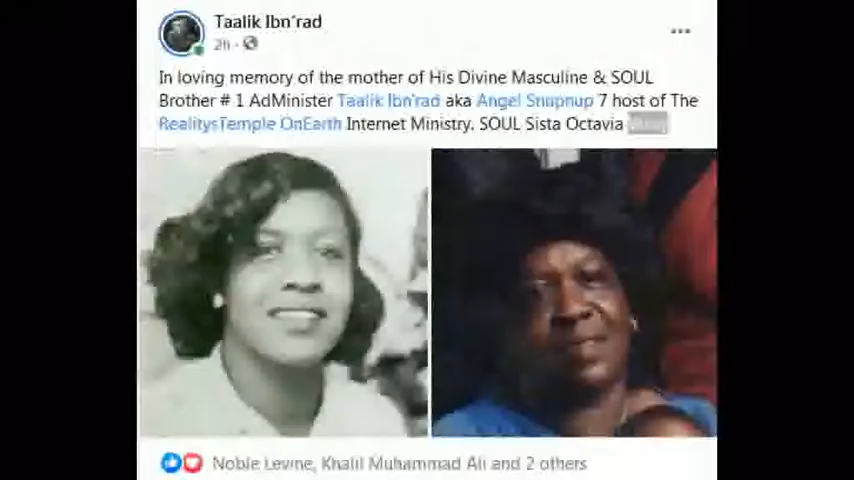 Taalik Ibn'rad
2h ·
In loving memory of the mother of His Divine Masculine & SOUL
Brother # 1 AdMinister Taalik Ibn'rad aka Angel Snupnup 7 host of The
RealitysTemple OnEarth Internet Ministry. SOUL Sista Octavia
Noble Levine, Khalil Muhammad Ali and 2 others